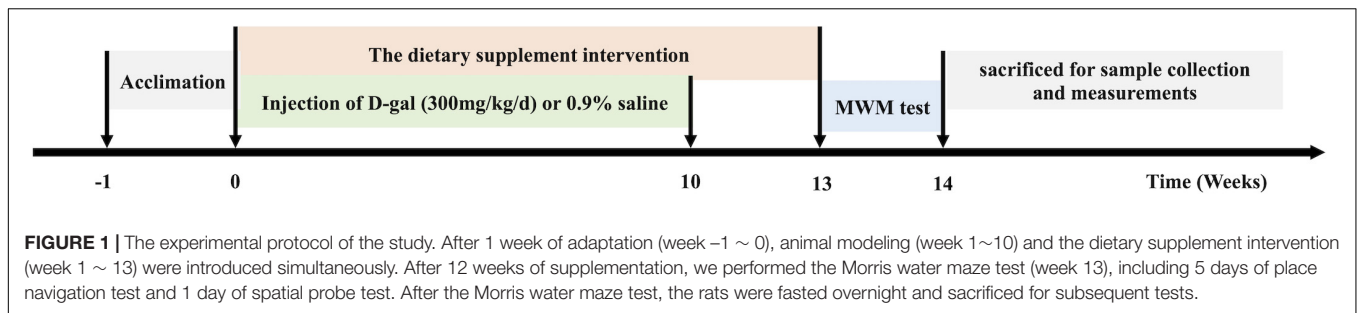 The dietary supplement intervention
Acclimation
Injection of D-gal (300mg/kg/d) or 0.9% saline
MWM test
sacrificed for sample collection
and measurements
-1
0
10
13
14
Time (Weeks)
FIGURE 1 | The experimental protocol of the study. After 1 week of adaptation (week –1 ∼ 0), animal modeling (week 1∼10) and the dietary supplement intervention
(week 1 ∼ 13) were introduced simultaneously. After 12 weeks of supplementation, we performed the Morris water maze test (week 13), including 5 days of place
navigation test and 1 day of spatial probe test. After the Morris water maze test, the rats were fasted overnight and sacrificed for subsequent tests.